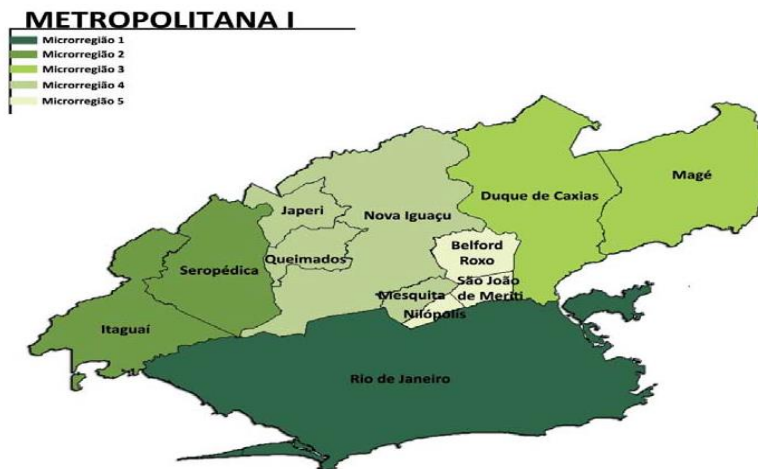 METROPOLITANA I
Microrregião 1
Microrregião 2
Microrregião 3
Microrregião 4
Microrregião 5
Magé
Duque de Caxias
Japeri
Nova Iguaçu
Belford
Roxo
Queimados
Seropédica
São João
de Meriti
Mesquita
Nilópolis
Itaguaí
Rio de Janeiro